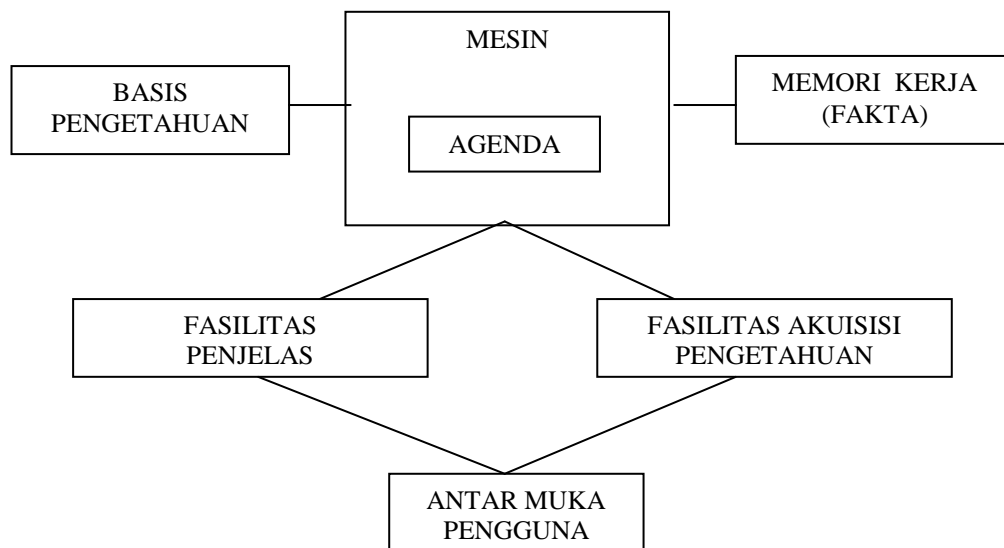 MESIN
BASIS
PENGETAHUAN
AGENDA
MEMORI KERJA
(FAKTA)
FASILITAS
PENJELAS
FASILITAS AKUISISI
PENGETAHUAN
ANTAR MUKA
PENGGUNA